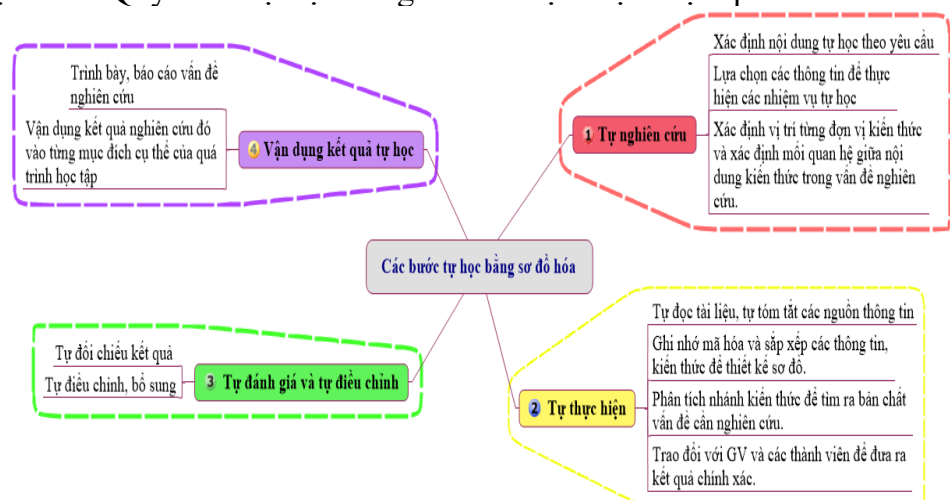 Các bước tự học bằng sơ đồ hóa
1 Tự nghiên cứu
Xác định nội dung tự học theo yêu cầu
Lựa chọn các thông tin để thực
hiện các nhiệm vụ tự học
Xác định vị trí từng đợn vị kiến thức
và xác định mối quan hệ giữa nội
dung kiến thức trong vấn đề nghiên
cứu.
2 Tự thực hiện
Tự đọc tài liệu, tự tóm tắt các nguồn thông tin
Ghi nhớ mã hóa và sắp xếp các thông tin,
kiến thức để thiết kế sơ đồ.
Phân tích nhánh kiến thức để tìm ra bản chất
vấn đề cần nghiên cứu.
Trao đổi với GV và các thành viên để đưa ra
kết quả chính xác.
3 Tự đánh giá và tự điều chỉnh
Tự đối chiếu kết quả
Tự điều chỉnh, bổ sung
4 Vận dụng kết quả tự học
Trình bày, báo cáo vấn đề
nghiên cứu
Vận dụng kết quả nghiên cứu đó
vào từng mục đích cụ thể của quá
trình học tập